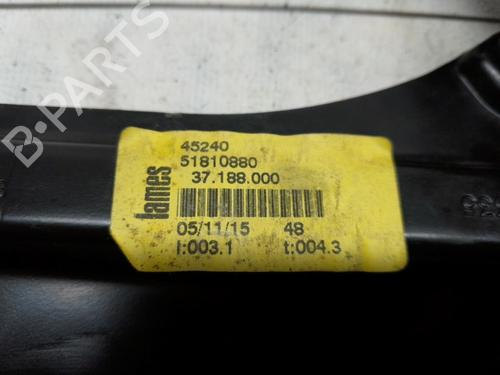 45240
51810880
37.188.000
lames
05/11/15 48
I:003.1 t:004.3
B-PARTS